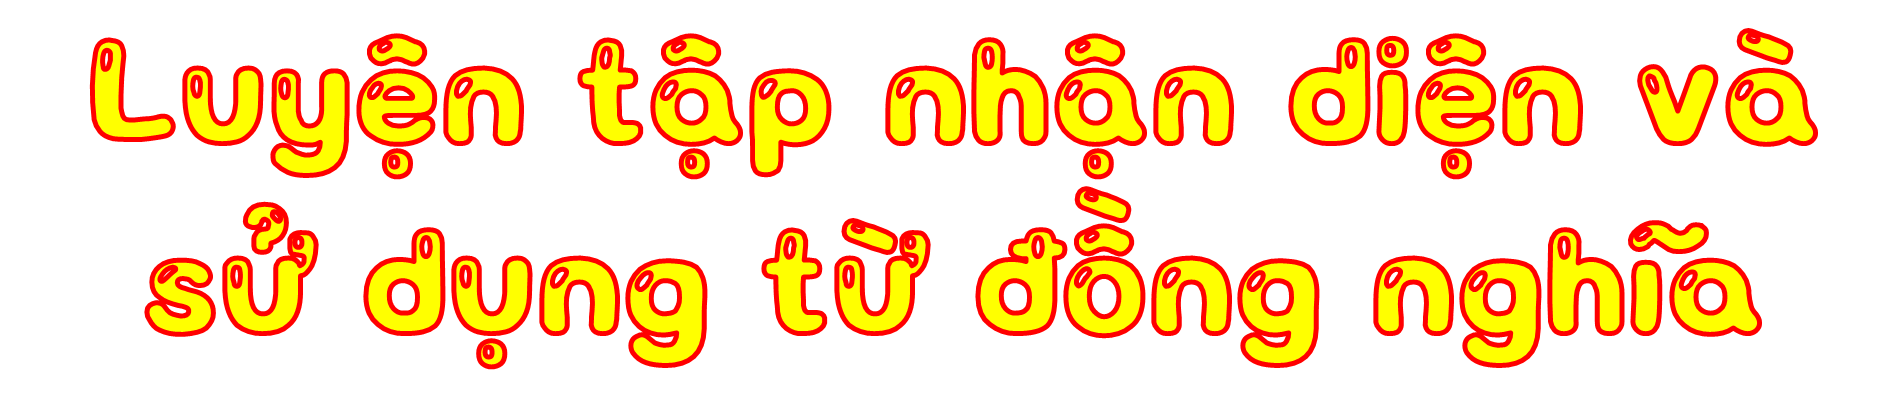 Luyện tập nhận diện và
sử dụng từ đồng nghĩa